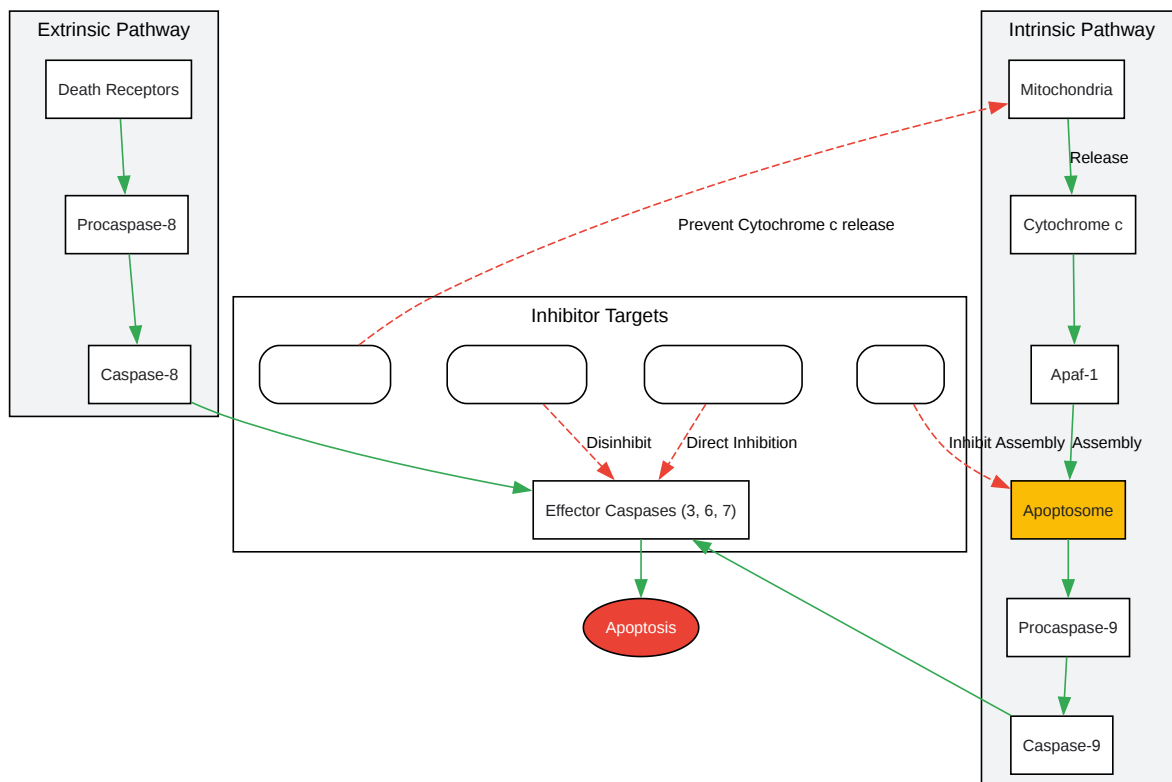 Extrinsic Pathway
Death Receptors
Procaspase-8
Caspase-8
Intrinsic Pathway
Mitochondria
Release
Cytochrome c
Apaf-1
Assembly
Apoptosome
Procaspase-9
Caspase-9
Prevent Cytochrome c release
Inhibitor Targets
Disinhibit
Direct Inhibition
Inhibit Assembly
Effector Caspases (3, 6, 7)
Apoptosis